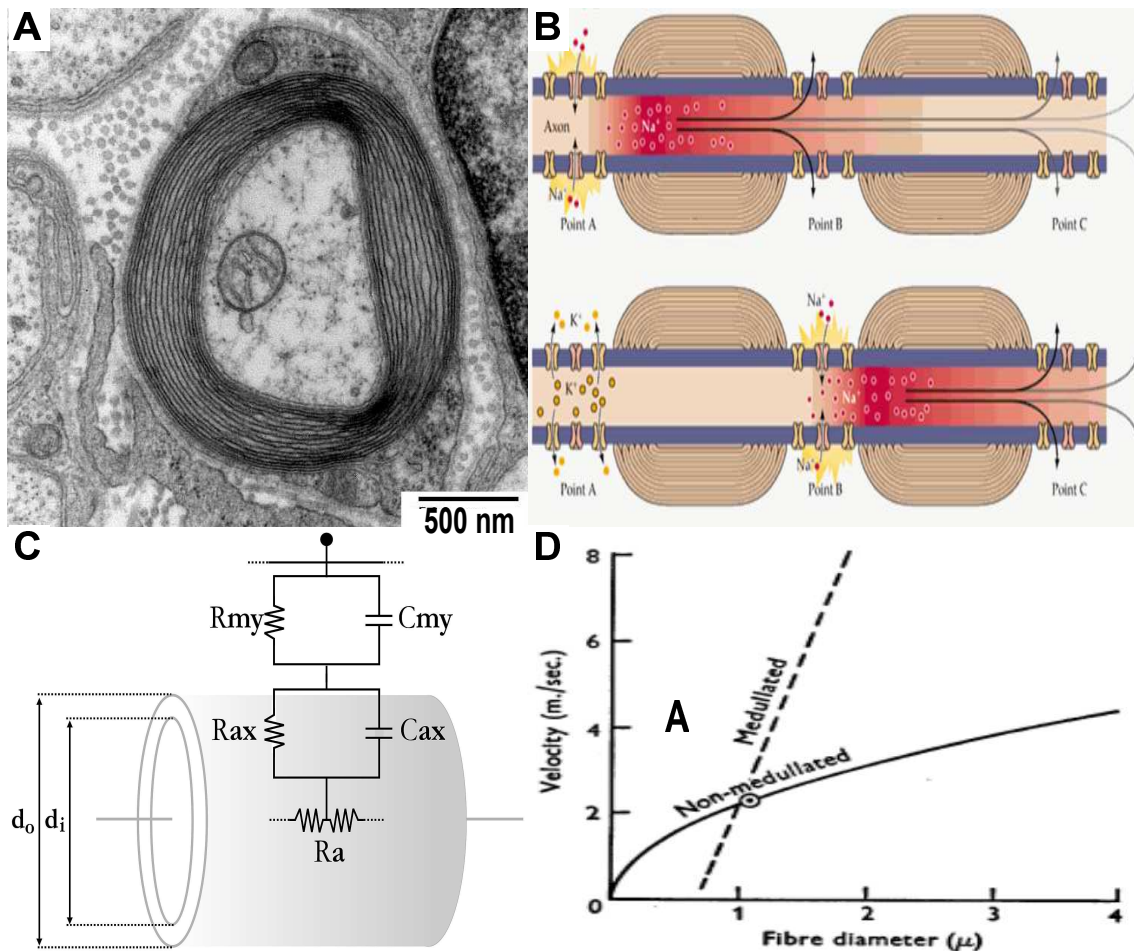 A
500 nm
B
Na⁺
Axon
Na⁺
Point A
Point B
Point C
K⁺
Na⁺
K⁺
Na⁺
Na⁺
Point A
Point B
Point C
C
Rmy
Cmy
Rax
Cax
dₒ
dᵢ
Ra
D
8
6
4
2
0
Velocity (m./sec.)
A
Medullated
Non-medullated
1
2
3
4
Fibre diameter (μ)